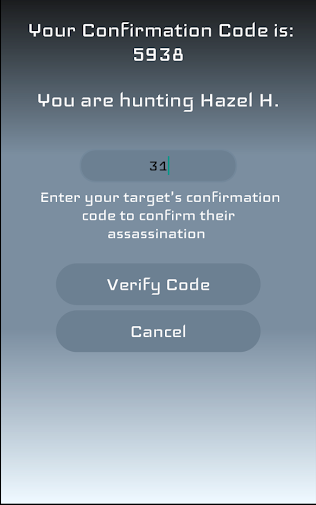 Your Confirmation Code is:
5938
You are hunting Hazel H.
31
Enter your target's confirmation
code to confirm their
assassination
Verify Code
Cancel